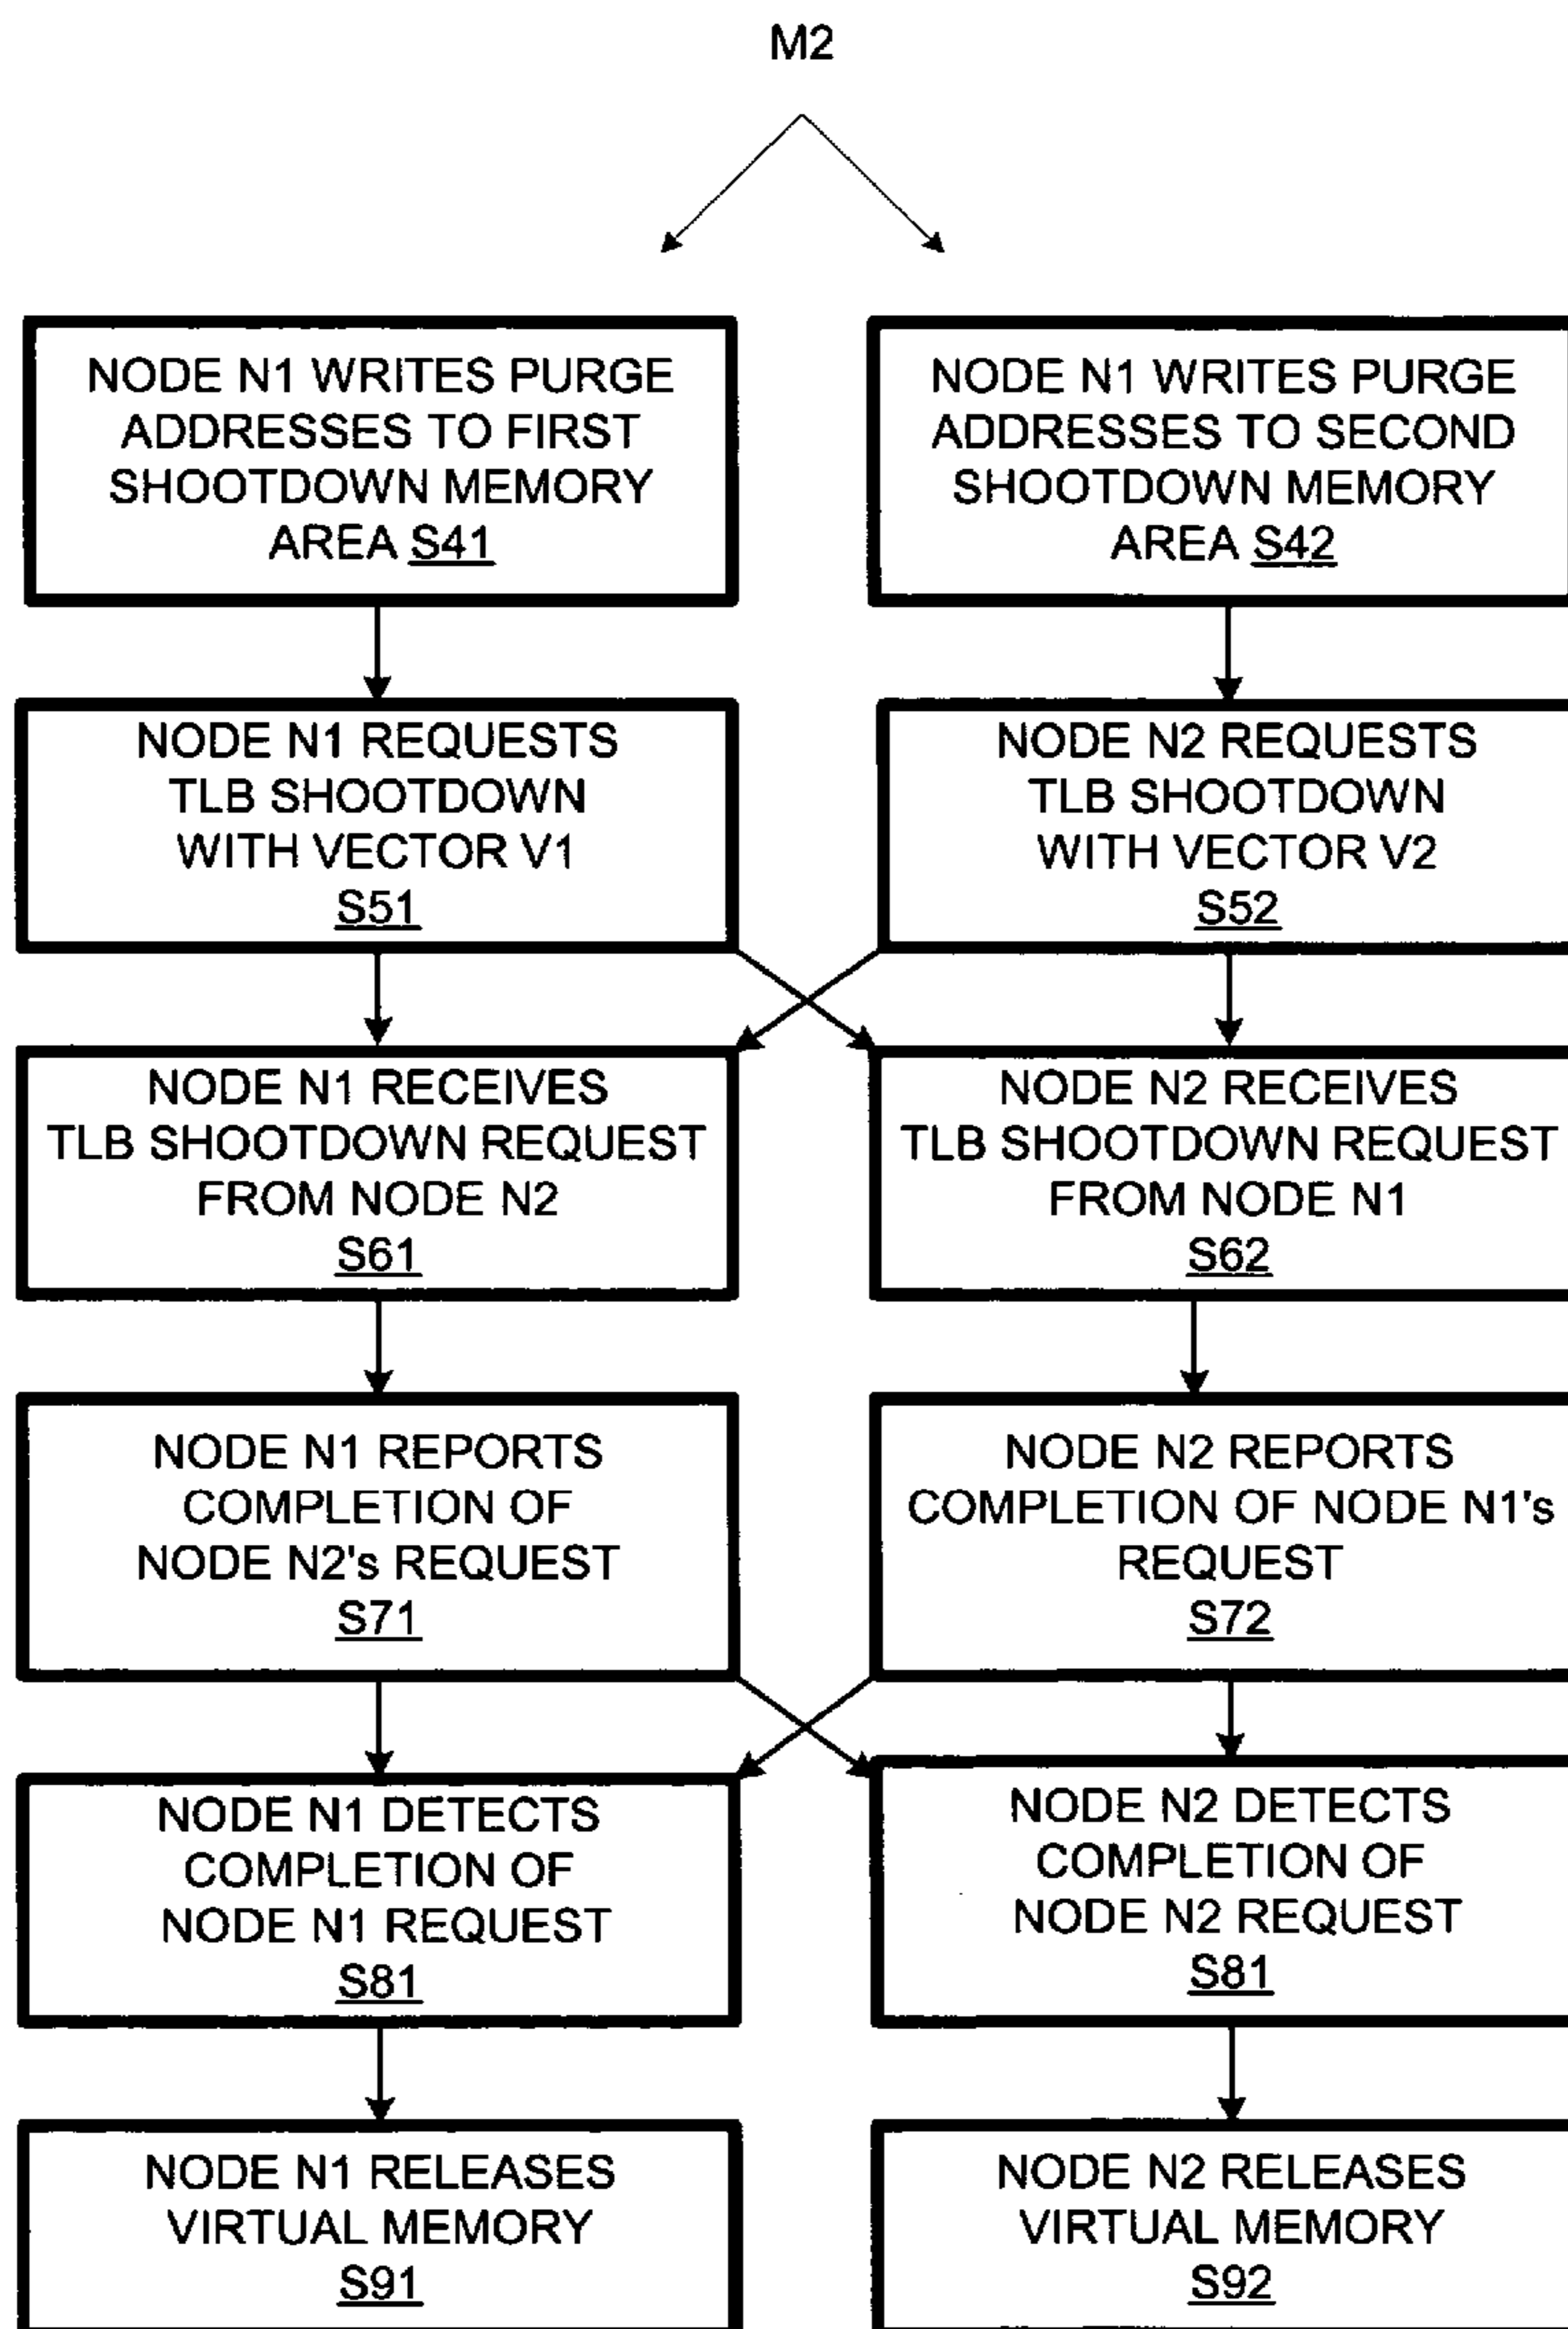 M2
NODE N1 WRITES PURGE
ADDRESSES TO FIRST
SHOOTDOWN MEMORY
AREA S41
NODE N1 WRITES PURGE
ADDRESSES TO SECOND
SHOOTDOWN MEMORY
AREA S42
NODE N1 REQUESTS
TLB SHOOTDOWN
WITH VECTOR V1
S51
NODE N2 REQUESTS
TLB SHOOTDOWN
WITH VECTOR V2
S52
NODE N1 RECEIVES
TLB SHOOTDOWN REQUEST
FROM NODE N2
S61
NODE N2 RECEIVES
TLB SHOOTDOWN REQUEST
FROM NODE N1
S62
NODE N1 REPORTS
COMPLETION OF
NODE N2's REQUEST
S71
NODE N2 REPORTS
COMPLETION OF NODE N1's
REQUEST
S72
NODE N1 DETECTS
COMPLETION OF
NODE N1 REQUEST
S81
NODE N2 DETECTS
COMPLETION OF
NODE N2 REQUEST
S81
NODE N1 RELEASES
VIRTUAL MEMORY
S91
NODE N2 RELEASES
VIRTUAL MEMORY
S92